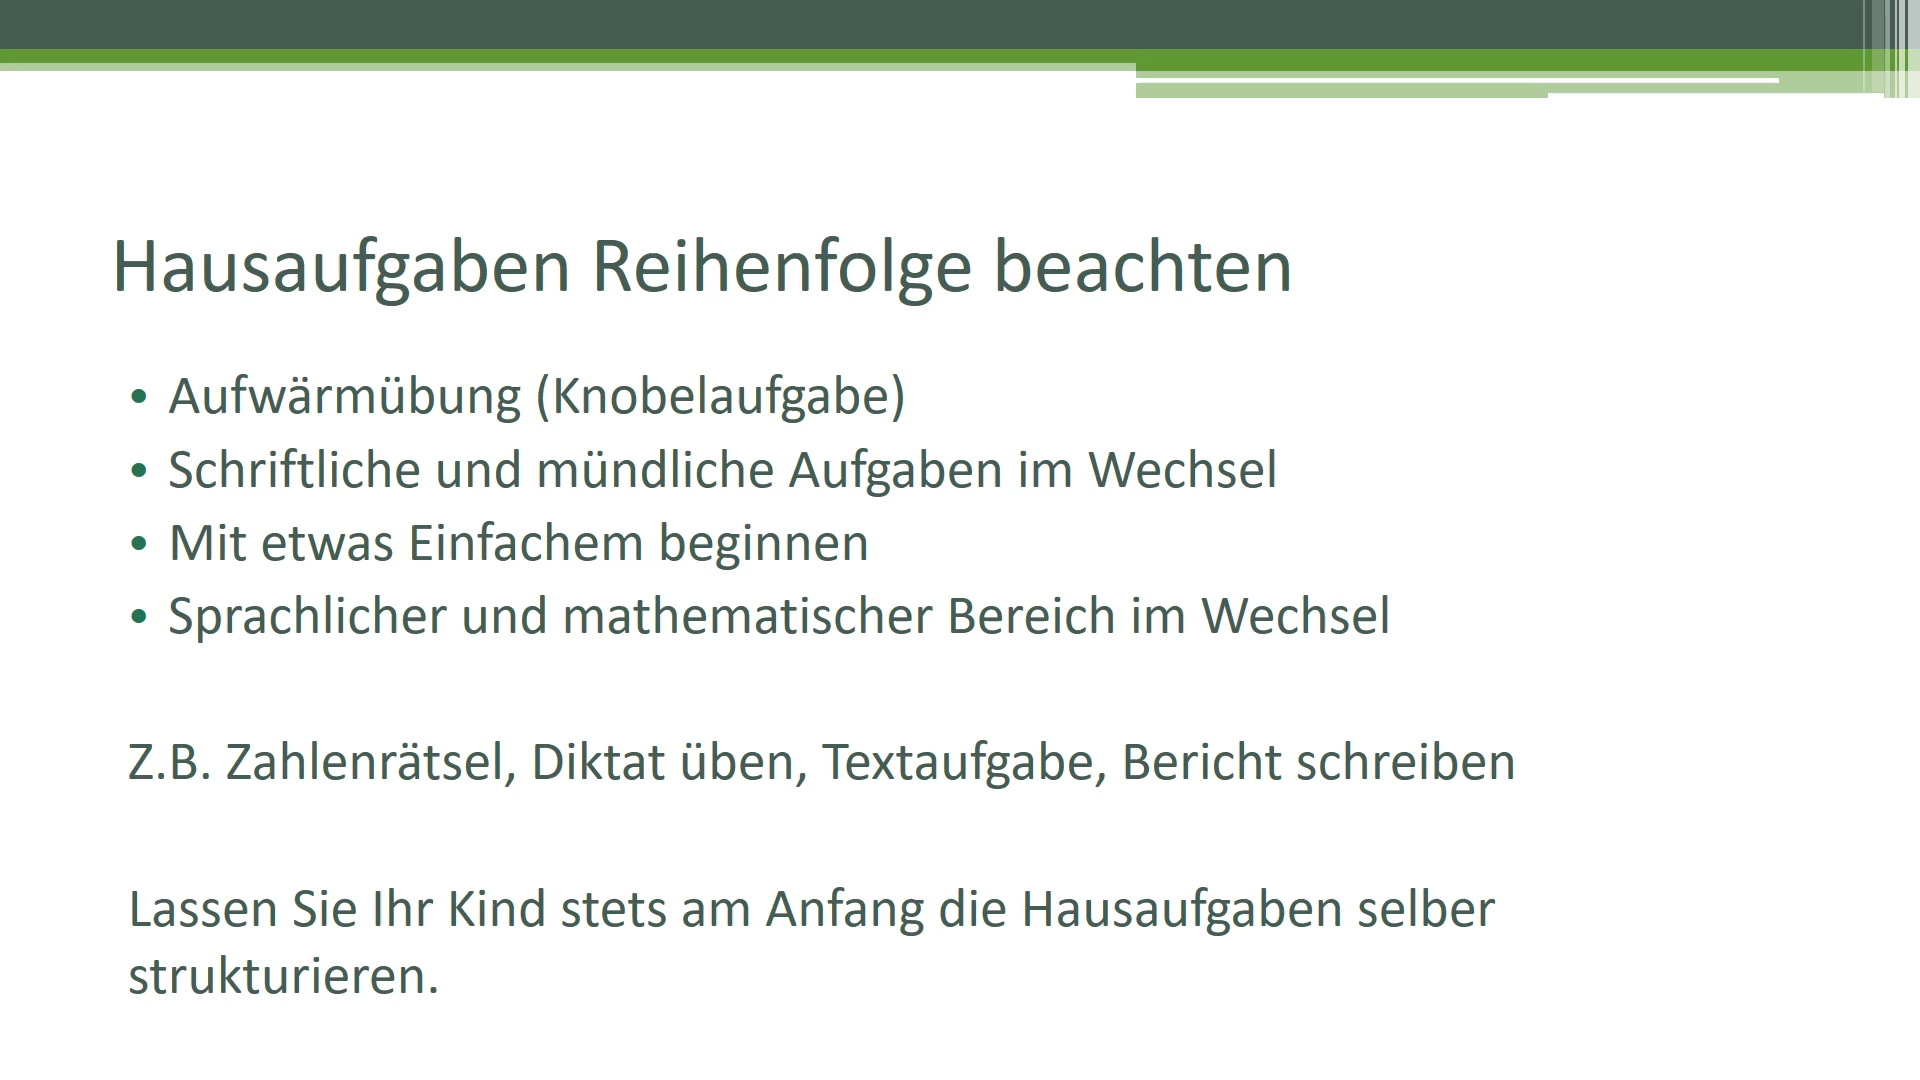 Hausaufgaben Reihenfolge beachten
• Aufwärmübung (Knobelaufgabe)
• Schriftliche und mündliche Aufgaben im Wechsel
• Mit etwas Einfachem beginnen
• Sprachlicher und mathematischer Bereich im Wechsel
Z.B. Zahlenrätsel, Diktat üben, Textaufgabe, Bericht schreiben
Lassen Sie Ihr Kind stets am Anfang die Hausaufgaben selber
strukturieren.